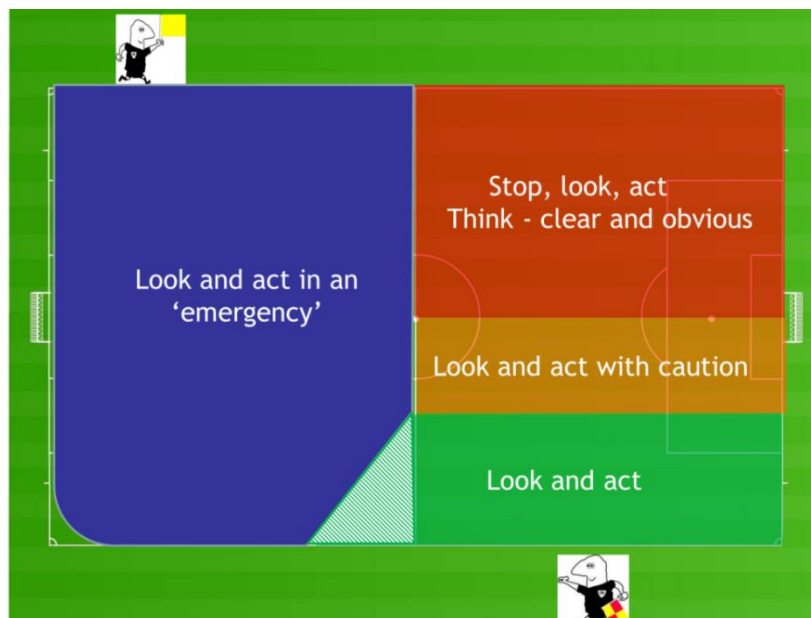 Stop, look, act
Think - clear and obvious
Look and act in an
‘emergency’
Look and act with caution
Look and act